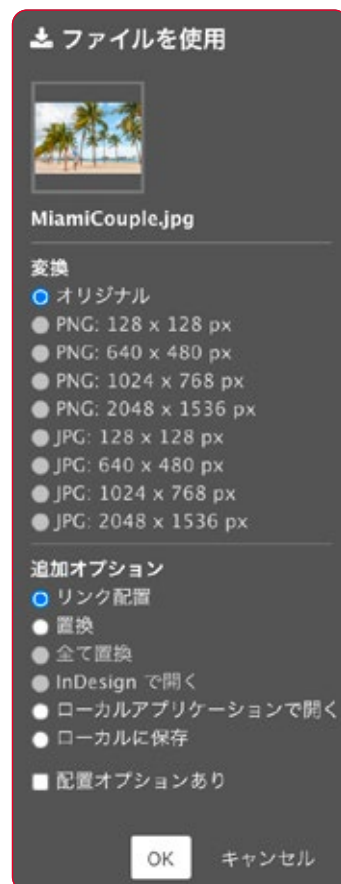 ファイルを使用
MiamiCouple.jpg
変換
オリジナル
PNG: 128 x 128 px
PNG: 640 x 480 px
PNG: 1024 x 768 px
PNG: 2048 x 1536 px
JPG: 128 x 128 px
JPG: 640 x 480 px
JPG: 1024 x 768 px
JPG: 2048 x 1536 px
追加オプション
リンク配置
置換
全て置換
InDesign で開く
ローカルアプリケーションで開く
ローカルに保存
配置オプションあり
OK キャンセル